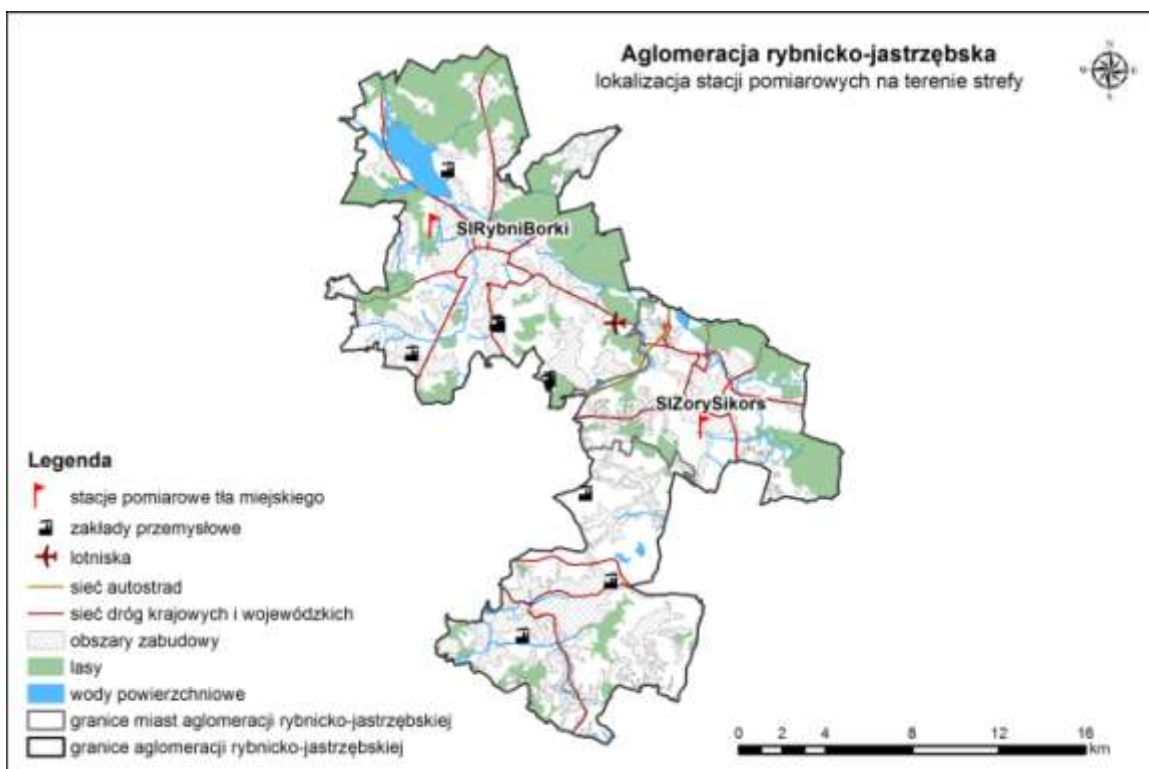 Aglomeracja rybnicko-jastrzębska
lokalizacja stacji pomiarowych na terenie strefy
SlRybniBorki
SlZorySikors
Legenda
stacje pomiarowe tła miejskiego
zakłady przemysłowe
lotniska
sieć autostrad
sieć dróg krajowych i wojewódzkich
obszary zabudowy
lasy
wody powierzchniowe
granice miast aglomeracji rybnicko-jastrzębskiej
granice aglomeracji rybnicko-jastrzębskiej
0 2 4 8 12 16
km